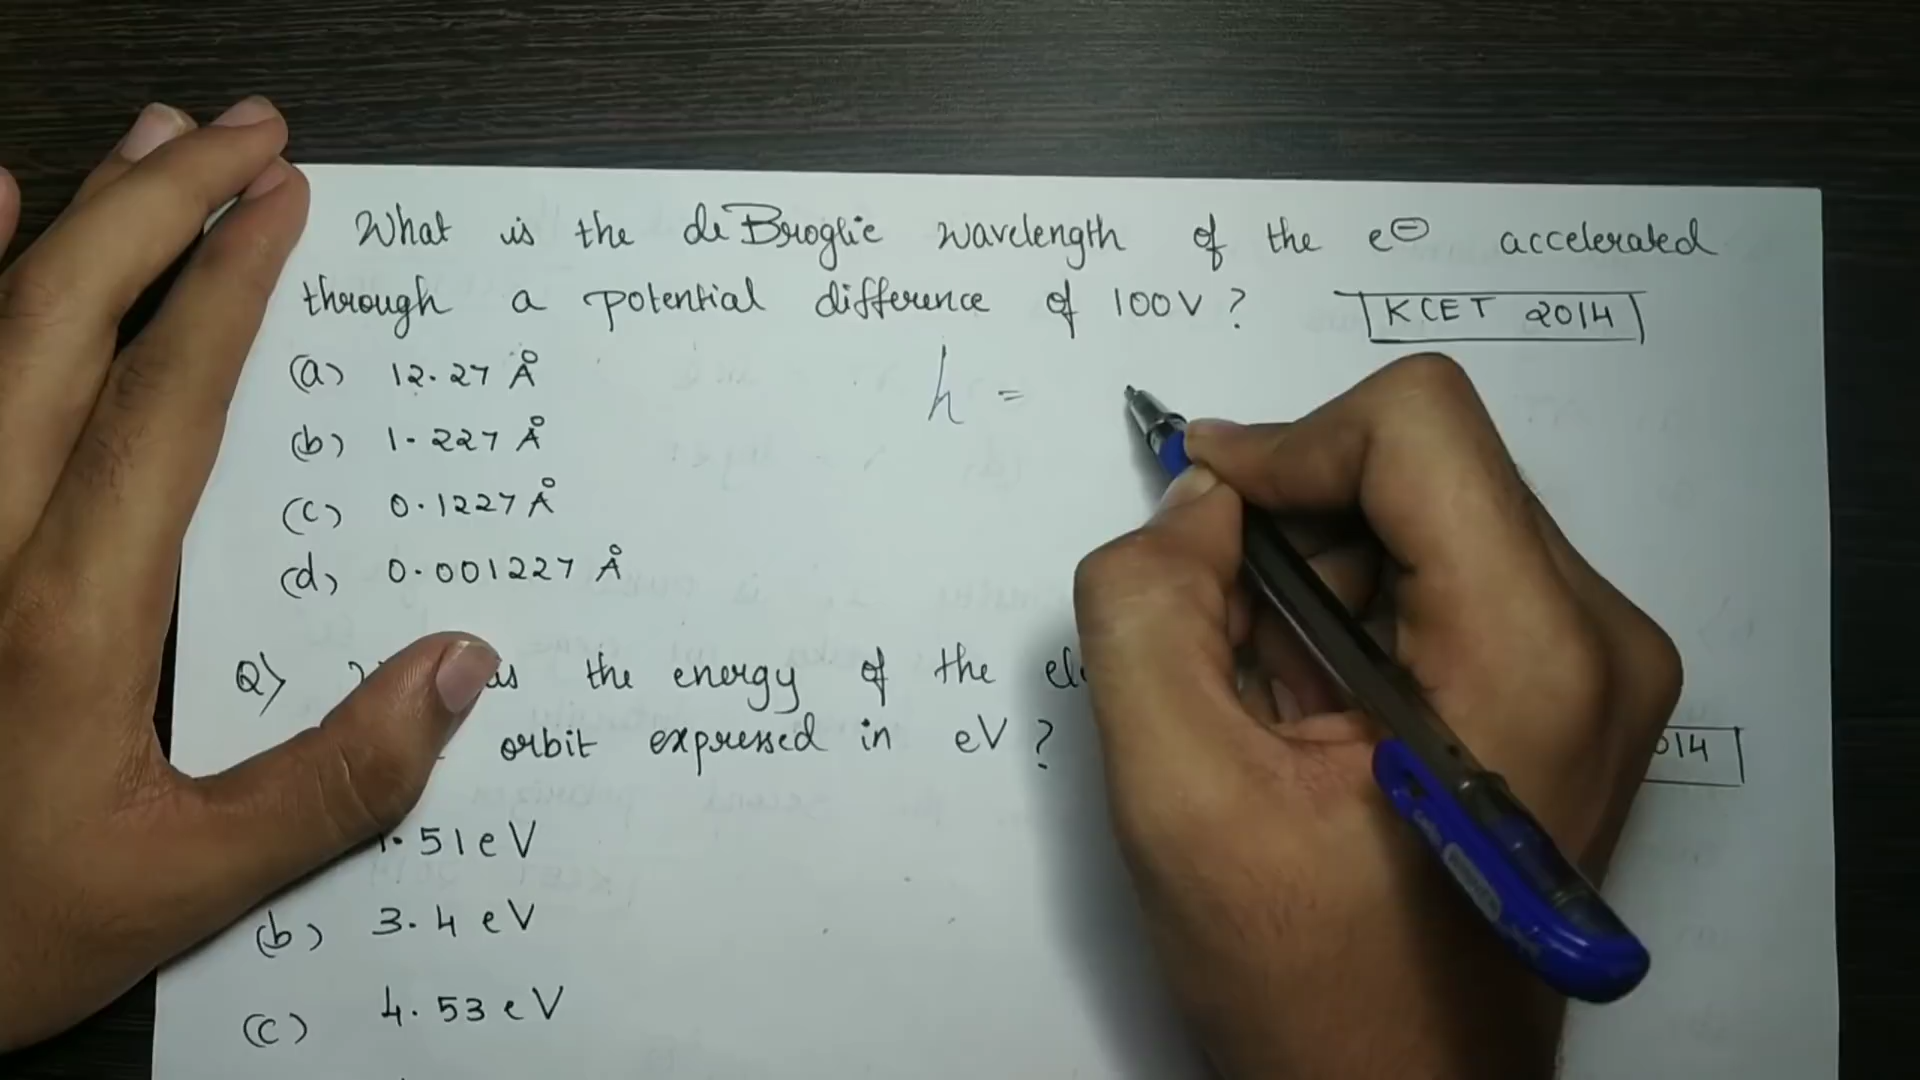 What is the de Broglie wavelength of the e⊖ accelerated
through a potential difference of 100V? KCET 2014
(a) 12.27 Å
h =
(b) 1.227 Å
(c) 0.1227 Å
(d) 0.001227 Å
Q) the energy of the
orbit expressed in eV? 014
.51 eV
(b) 3.4 eV
(c) 4.53 eV